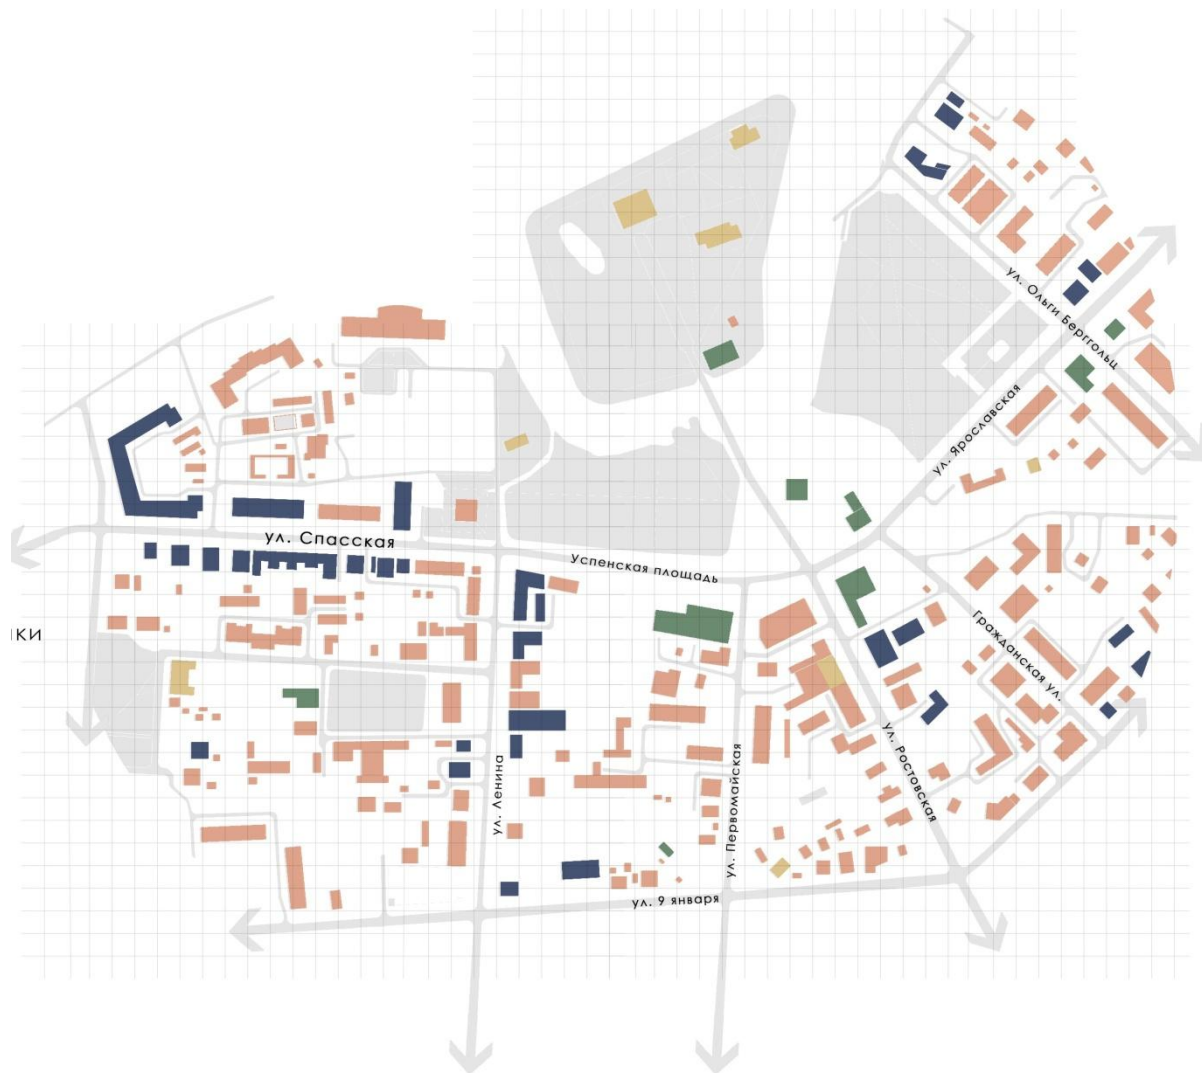 ул. Ольги Берггольц
ул. Ярославская
ул. Спасская
Успенская площадь
ІКИ
Гражданская ул.
ул. Ростовская
ул. Ленина
ул. Первомайская
ул. 9 января